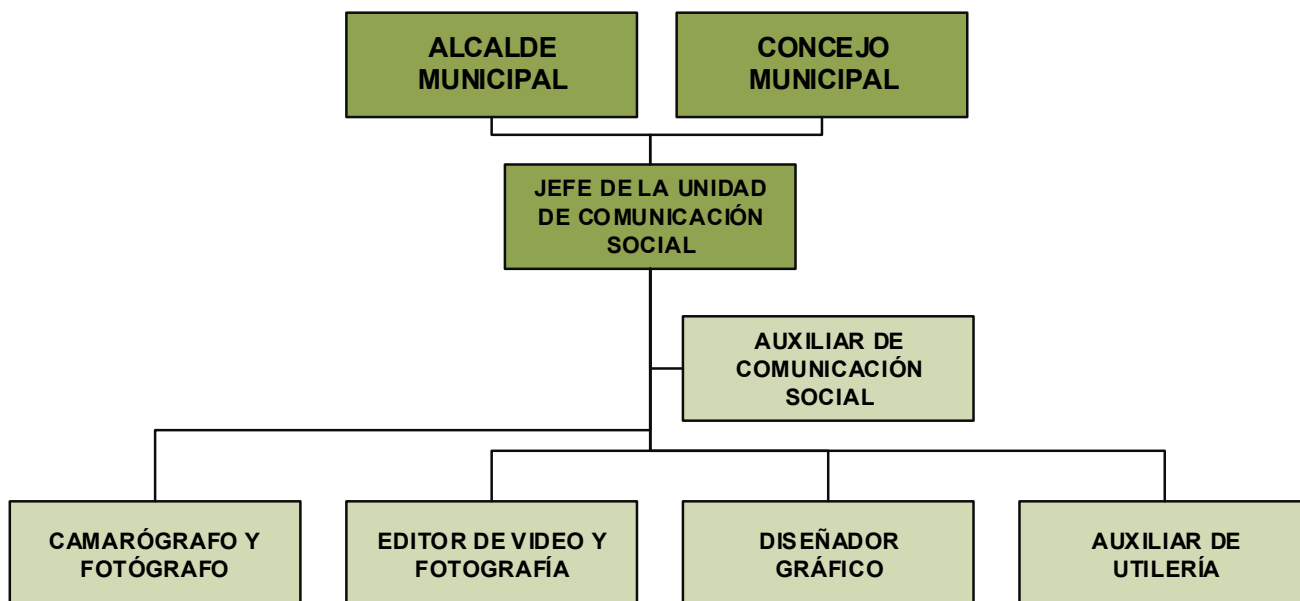 ALCALDE
MUNICIPAL
CONCEJO
MUNICIPAL
JEFE DE LA UNIDAD
DE COMUNICACIÓN
SOCIAL
AUXILIAR DE
COMUNICACIÓN
SOCIAL
CAMARÓGRAFO Y
FOTÓGRAFO
EDITOR DE VIDEO Y
FOTOGRAFÍA
DISEÑADOR
GRÁFICO
AUXILIAR DE
UTILERÍA